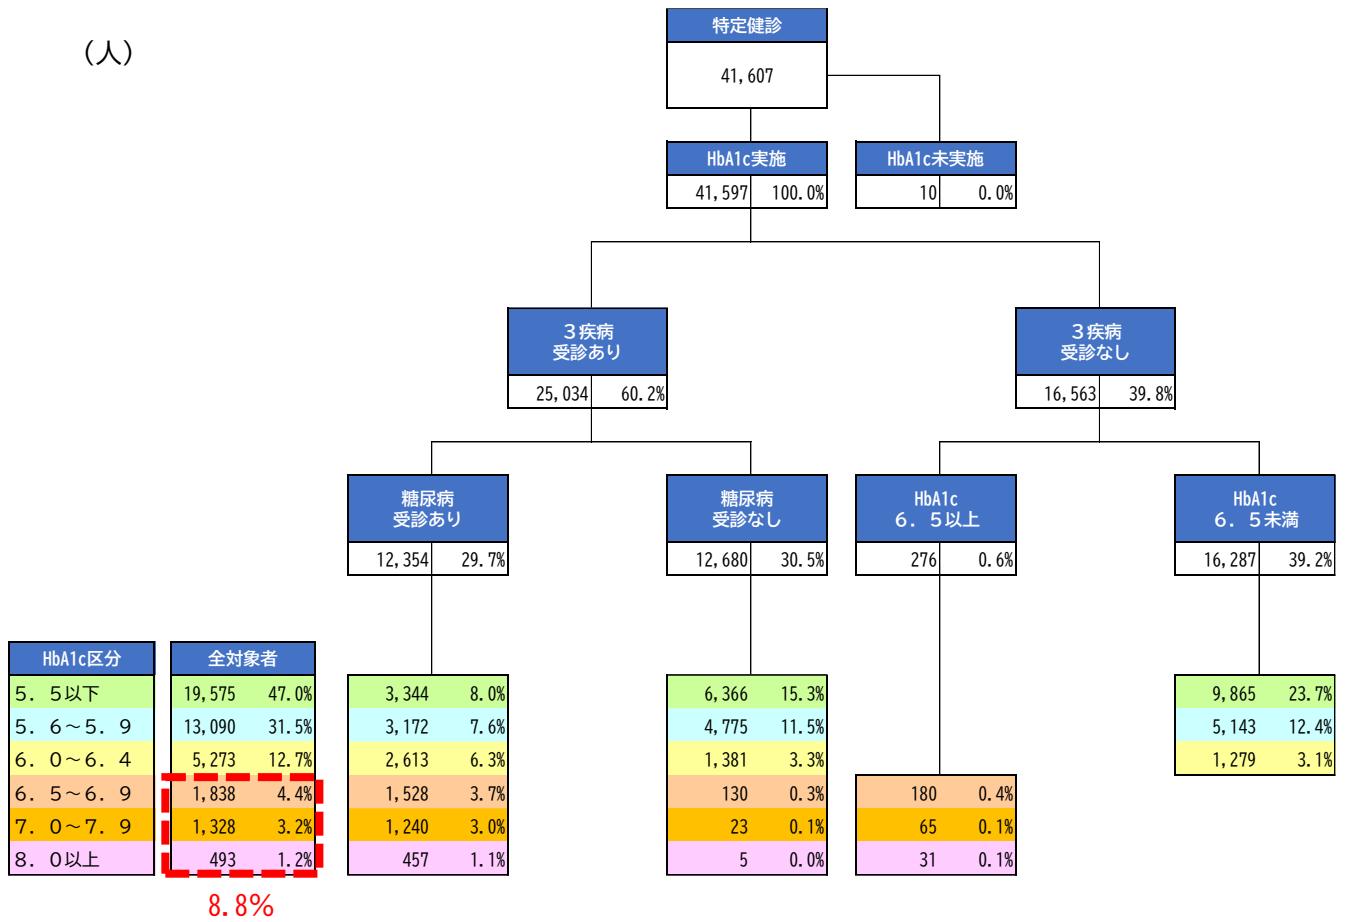 （人）
特定健診
41,607
HbA1c実施
41,597 100.0%
HbA1c未実施
10 0.0%
３疾病
受診あり
25,034 60.2%
３疾病
受診なし
16,563 39.8%
糖尿病
受診あり
12,354 29.7%
糖尿病
受診なし
12,680 30.5%
HbA1c
６．５以上
276 0.6%
HbA1c
６．５未満
16,287 39.2%
HbA1c区分 全対象者
５．５以下 19,575 47.0% 3,344 8.0% 6,366 15.3% 9,865 23.7%
５．６～５．９ 13,090 31.5% 3,172 7.6% 4,775 11.5% 5,143 12.4%
６．０～６．４ 5,273 12.7% 2,613 6.3% 1,381 3.3% 1,279 3.1%
６．５～６．９ 1,838 4.4% 1,528 3.7% 130 0.3% 180 0.4%
７．０～７．９ 1,328 3.2% 1,240 3.0% 23 0.1% 65 0.1%
８．０以上 493 1.2% 457 1.1% 5 0.0% 31 0.1%
8.8%